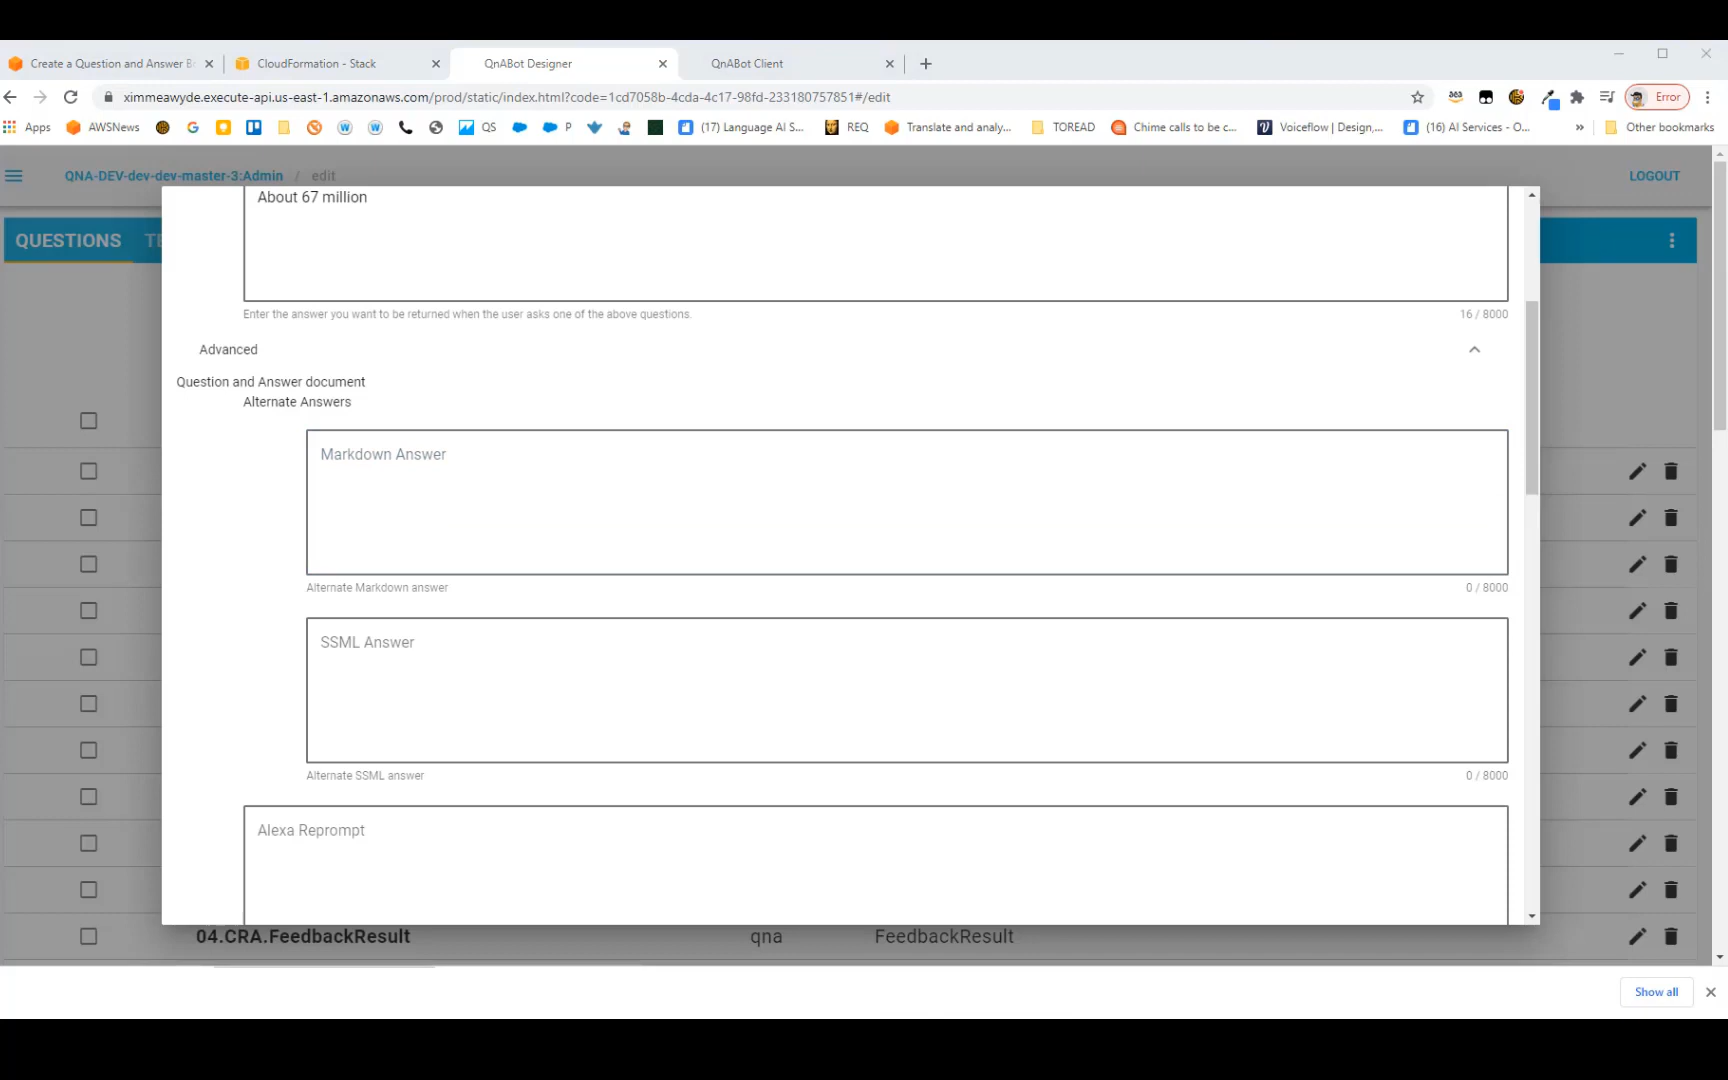 Create a Question and Answer B
CloudFormation - Stack
QnABot Designer
QnABot Client
ximmeawyde.execute-api.us-east-1.amazonaws.com/prod/static/index.html?code=1cd7058b-4cda-4c17-98fd-233180757851#/edit
Error
Apps
AWSNews
QS
P
(17) Language AI S...
REQ
Translate and analy...
TOREAD
Chime calls to be c...
Voiceflow | Design,...
(16) AI Services - O...
»
Other bookmarks
QNA-DEV-dev-dev-master-3:Admin / edit
LOGOUT
QUESTIONS
TE
About 67 million
Enter the answer you want to be returned when the user asks one of the above questions.
16 / 8000
Advanced
Question and Answer document
Alternate Answers
Markdown Answer
Alternate Markdown answer
0 / 8000
SSML Answer
Alternate SSML answer
0 / 8000
Alexa Reprompt
04.CRA.FeedbackResult
qna
FeedbackResult
Show all